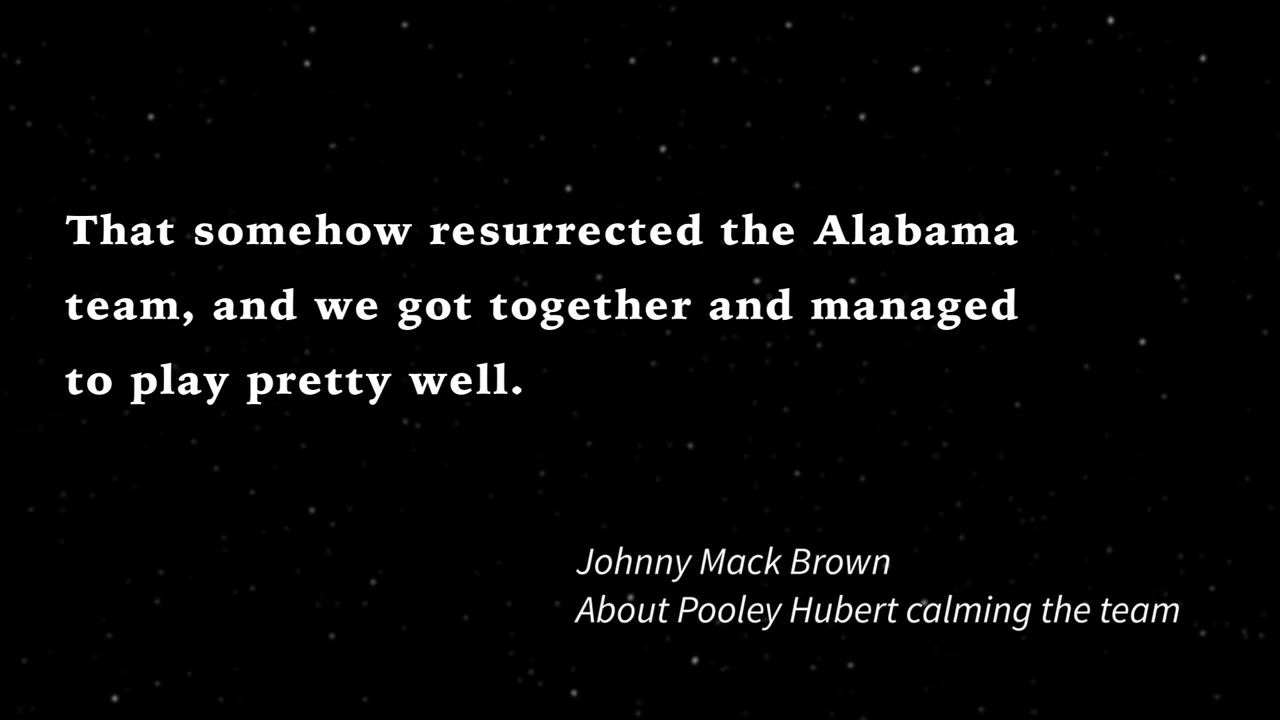 That somehow resurrected the Alabama
team, and we got together and managed
to play pretty well.
Johnny Mack Brown
About Pooley Hubert calming the team